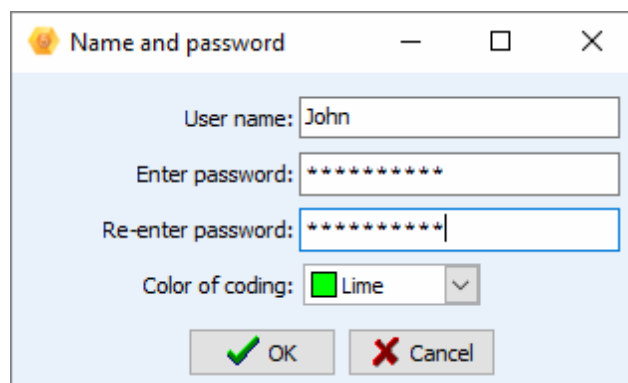 Name and password
User name: John
Enter password: **********
Re-enter password: **********
Color of coding: Lime
OK Cancel